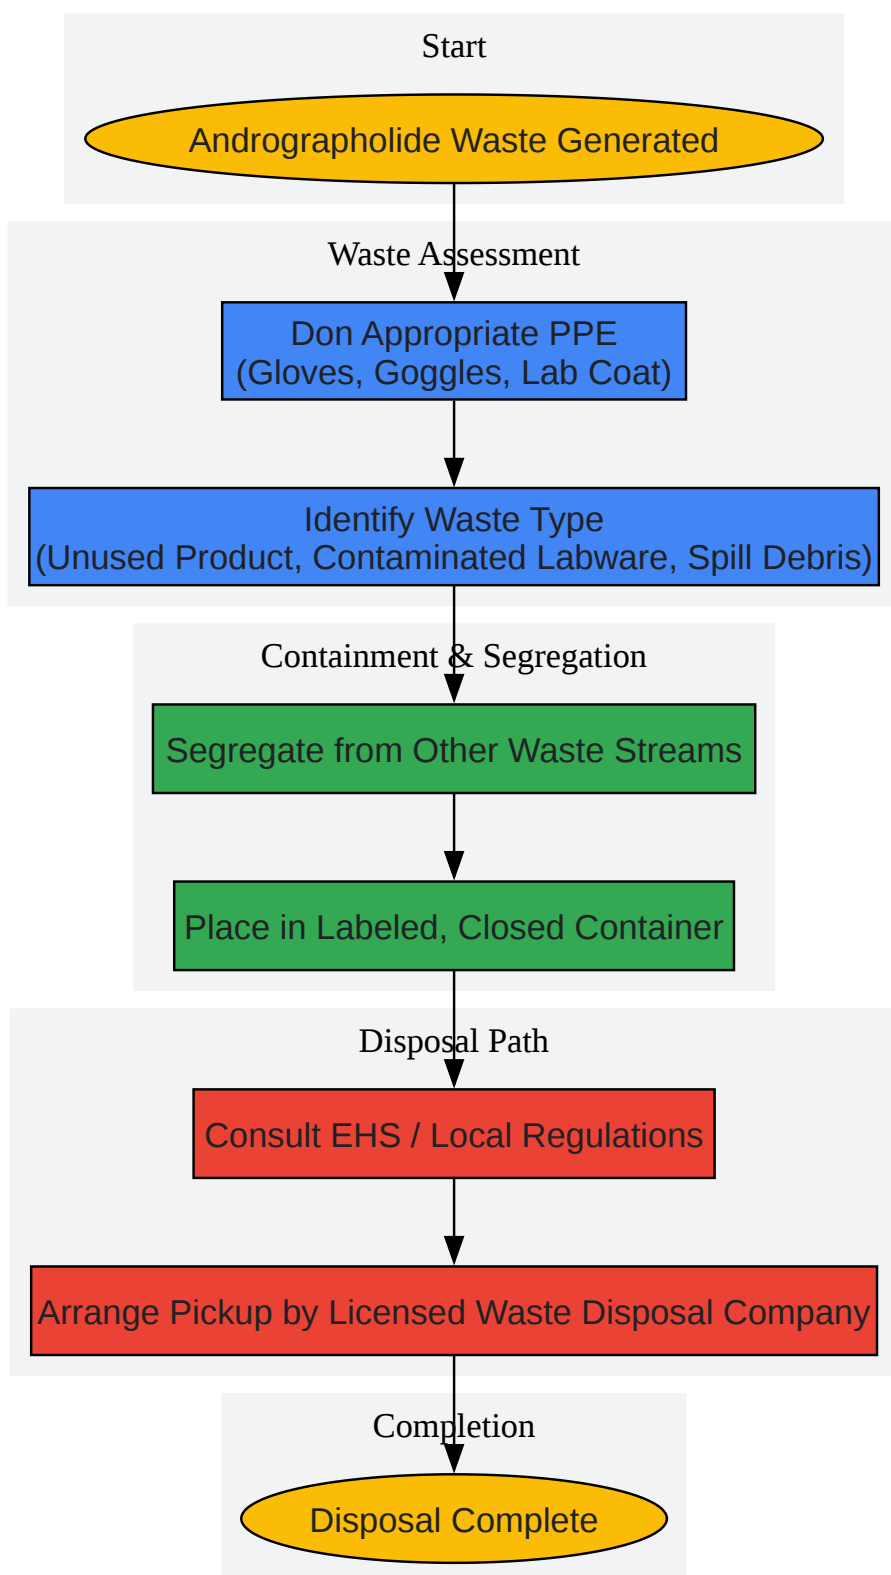 Start
Andrographolide Waste Generated
Waste Assessment
Don Appropriate PPE
(Gloves, Goggles, Lab Coat)
Identify Waste Type
(Unused Product, Contaminated Labware, Spill Debris)
Containment & Segregation
Segregate from Other Waste Streams
Place in Labeled, Closed Container
Disposal Path
Consult EHS / Local Regulations
Arrange Pickup by Licensed Waste Disposal Company
Completion
Disposal Complete